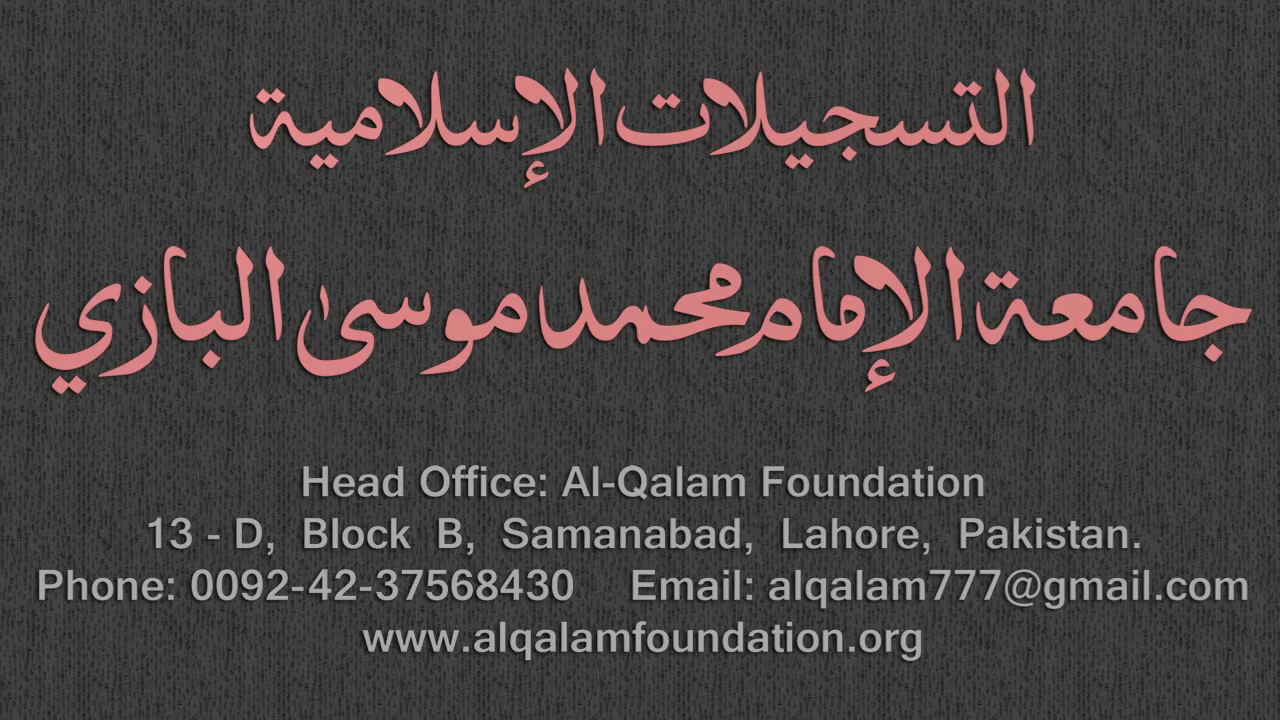 التسجيلات الإسلامية
جامعة الإمام محمد موسىٰ البازي
Head Office: Al-Qalam Foundation
13 - D, Block B, Samanabad, Lahore, Pakistan.
Phone: 0092-42-37568430 Email: alqalam777@gmail.com
www.alqalamfoundation.org